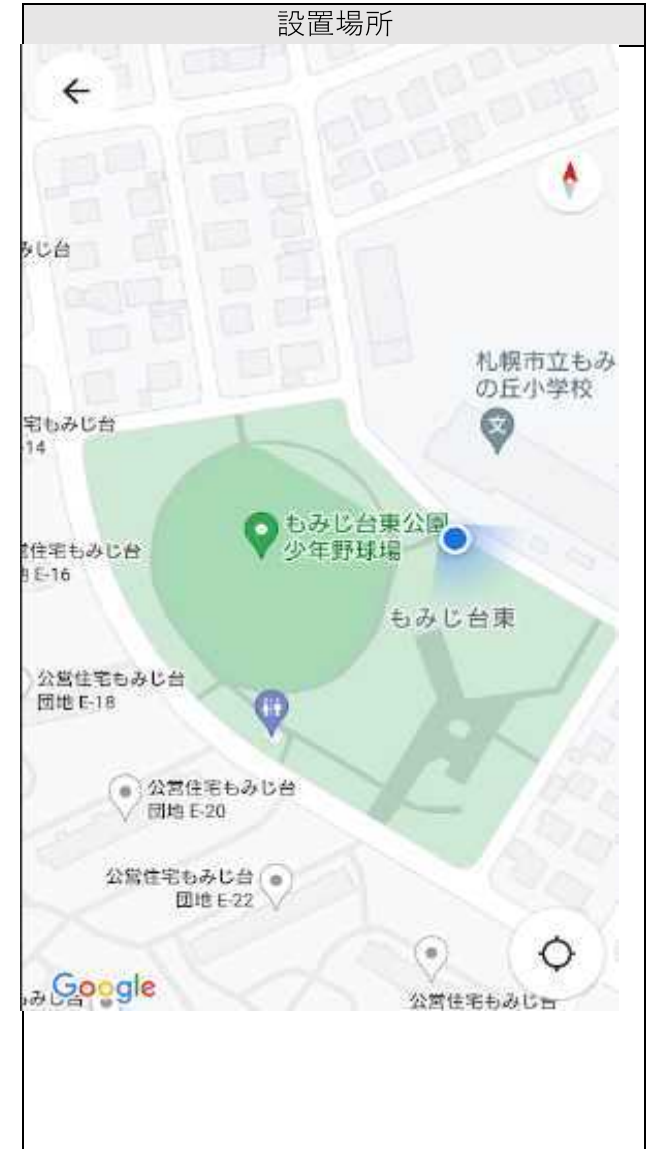 設置場所
みじ台
札幌市立もみ
の丘小学校
文
宅もみじ台
-14
もみじ台東公園
少年野球場
住宅もみじ台
E-16
もみじ台東
公営住宅もみじ台
団地 E-18
公営住宅もみじ台
団地 E-20
公営住宅もみじ台
団地 E-22
Google
公営住宅もみじ台